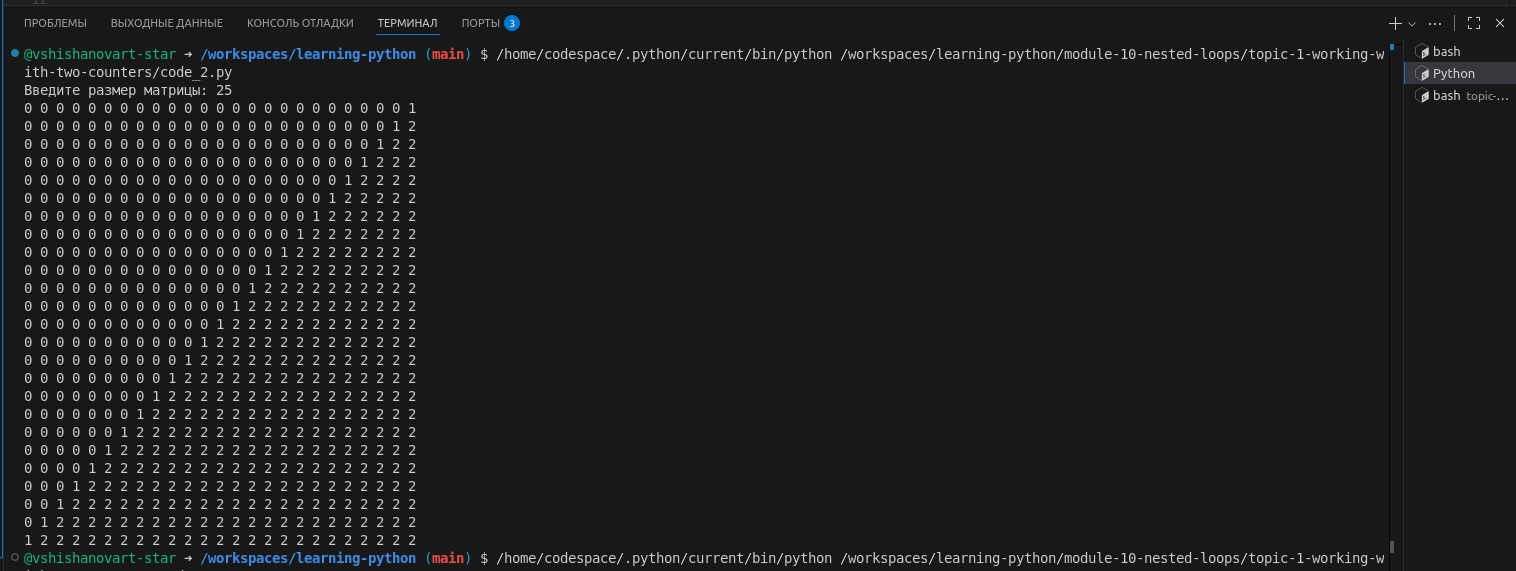 ПРОБЛЕМЫ ВЫХОДНЫЕ ДАННЫЕ КОНСОЛЬ ОТЛАДКИ ТЕРМИНАЛ ПОРТЫ 3
@vshishanovart-star ➜ /workspaces/learning-python (main) $ /home/codespace/.python/current/bin/python /workspaces/learning-python/module-10-nested-loops/topic-1-working-w
ith-two-counters/code_2.py
Введите размер матрицы: 25
0 0 0 0 0 0 0 0 0 0 0 0 0 0 0 0 0 0 0 0 0 0 0 0 1
0 0 0 0 0 0 0 0 0 0 0 0 0 0 0 0 0 0 0 0 0 0 0 1 2
0 0 0 0 0 0 0 0 0 0 0 0 0 0 0 0 0 0 0 0 0 0 1 2 2
0 0 0 0 0 0 0 0 0 0 0 0 0 0 0 0 0 0 0 0 0 1 2 2 2
0 0 0 0 0 0 0 0 0 0 0 0 0 0 0 0 0 0 0 0 1 2 2 2 2
0 0 0 0 0 0 0 0 0 0 0 0 0 0 0 0 0 0 0 1 2 2 2 2 2
0 0 0 0 0 0 0 0 0 0 0 0 0 0 0 0 0 0 1 2 2 2 2 2 2
0 0 0 0 0 0 0 0 0 0 0 0 0 0 0 0 0 1 2 2 2 2 2 2 2
0 0 0 0 0 0 0 0 0 0 0 0 0 0 0 0 1 2 2 2 2 2 2 2 2
0 0 0 0 0 0 0 0 0 0 0 0 0 0 0 1 2 2 2 2 2 2 2 2 2
0 0 0 0 0 0 0 0 0 0 0 0 0 0 1 2 2 2 2 2 2 2 2 2 2
0 0 0 0 0 0 0 0 0 0 0 0 0 1 2 2 2 2 2 2 2 2 2 2 2
0 0 0 0 0 0 0 0 0 0 0 0 1 2 2 2 2 2 2 2 2 2 2 2 2
0 0 0 0 0 0 0 0 0 0 0 1 2 2 2 2 2 2 2 2 2 2 2 2 2
0 0 0 0 0 0 0 0 0 0 1 2 2 2 2 2 2 2 2 2 2 2 2 2 2
0 0 0 0 0 0 0 0 0 1 2 2 2 2 2 2 2 2 2 2 2 2 2 2 2
0 0 0 0 0 0 0 0 1 2 2 2 2 2 2 2 2 2 2 2 2 2 2 2 2
0 0 0 0 0 0 0 1 2 2 2 2 2 2 2 2 2 2 2 2 2 2 2 2 2
0 0 0 0 0 0 1 2 2 2 2 2 2 2 2 2 2 2 2 2 2 2 2 2 2
0 0 0 0 0 1 2 2 2 2 2 2 2 2 2 2 2 2 2 2 2 2 2 2 2
0 0 0 0 1 2 2 2 2 2 2 2 2 2 2 2 2 2 2 2 2 2 2 2 2
0 0 0 1 2 2 2 2 2 2 2 2 2 2 2 2 2 2 2 2 2 2 2 2 2
0 0 1 2 2 2 2 2 2 2 2 2 2 2 2 2 2 2 2 2 2 2 2 2 2
0 1 2 2 2 2 2 2 2 2 2 2 2 2 2 2 2 2 2 2 2 2 2 2 2
1 2 2 2 2 2 2 2 2 2 2 2 2 2 2 2 2 2 2 2 2 2 2 2 2
@vshishanovart-star ➜ /workspaces/learning-python (main) $ /home/codespace/.python/current/bin/python /workspaces/learning-python/module-10-nested-loops/topic-1-working-w
bash
Python
bash topic-...